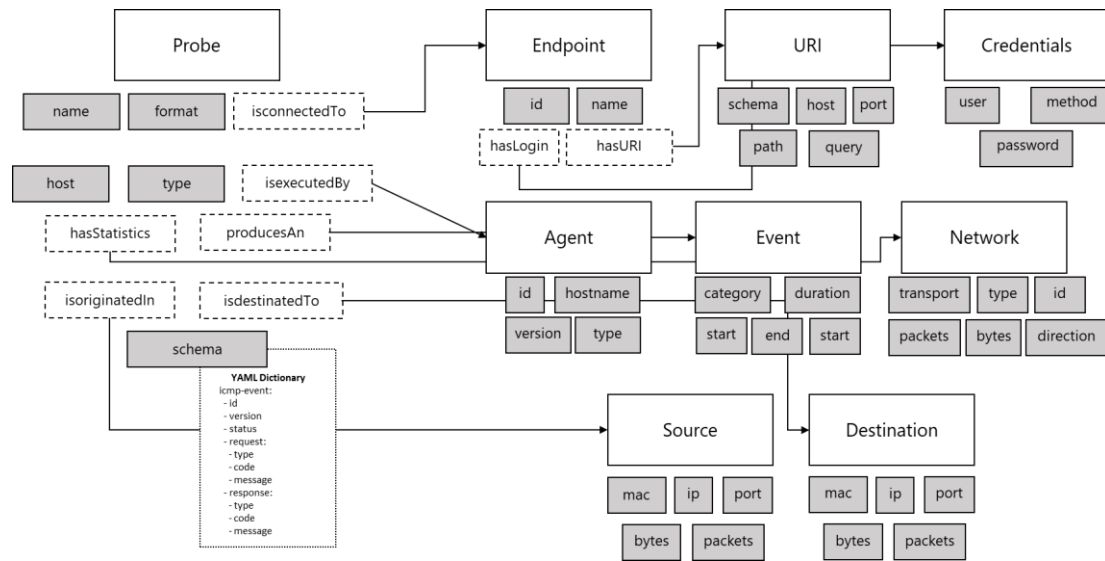 Probe
Endpoint
URI
Credentials
name
format
isconnectedTo
id
name
schema
host
port
user
method
hasLogin
hasURI
path
query
password
host
type
isexecutedBy
hasStatistics
producesAn
Agent
Event
Network
isoriginatedIn
isdestinatedTo
id
hostname
category
duration
transport
type
id
version
type
start
end
start
packets
bytes
direction
schema
YAML Dictionary
icmp-event:
- id
- version
- status
- request:
- type
- code
- message
- response:
- type
- code
- message
Source
Destination
mac
ip
port
mac
ip
port
bytes
packets
bytes
packets